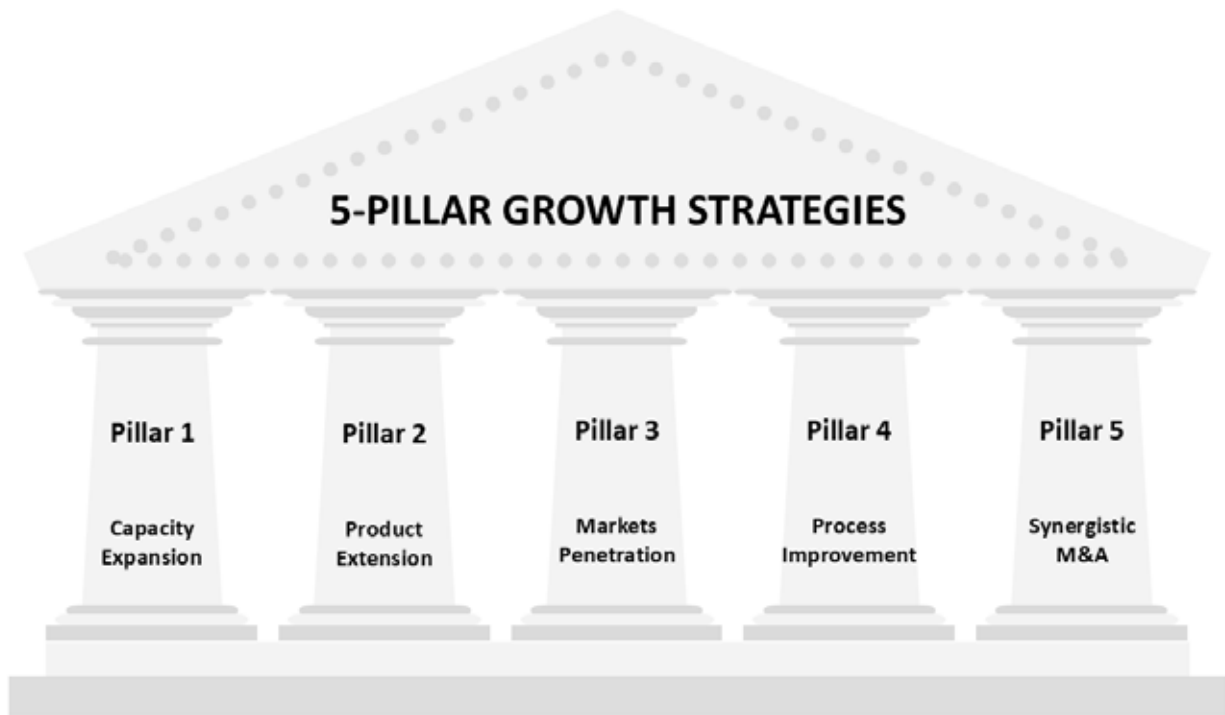 5-PILLAR GROWTH STRATEGIES
Pillar 1
Capacity
Expansion
Pillar 2
Product
Extension
Pillar 3
Markets
Penetration
Pillar 4
Process
Improvement
Pillar 5
Synergistic
M&A